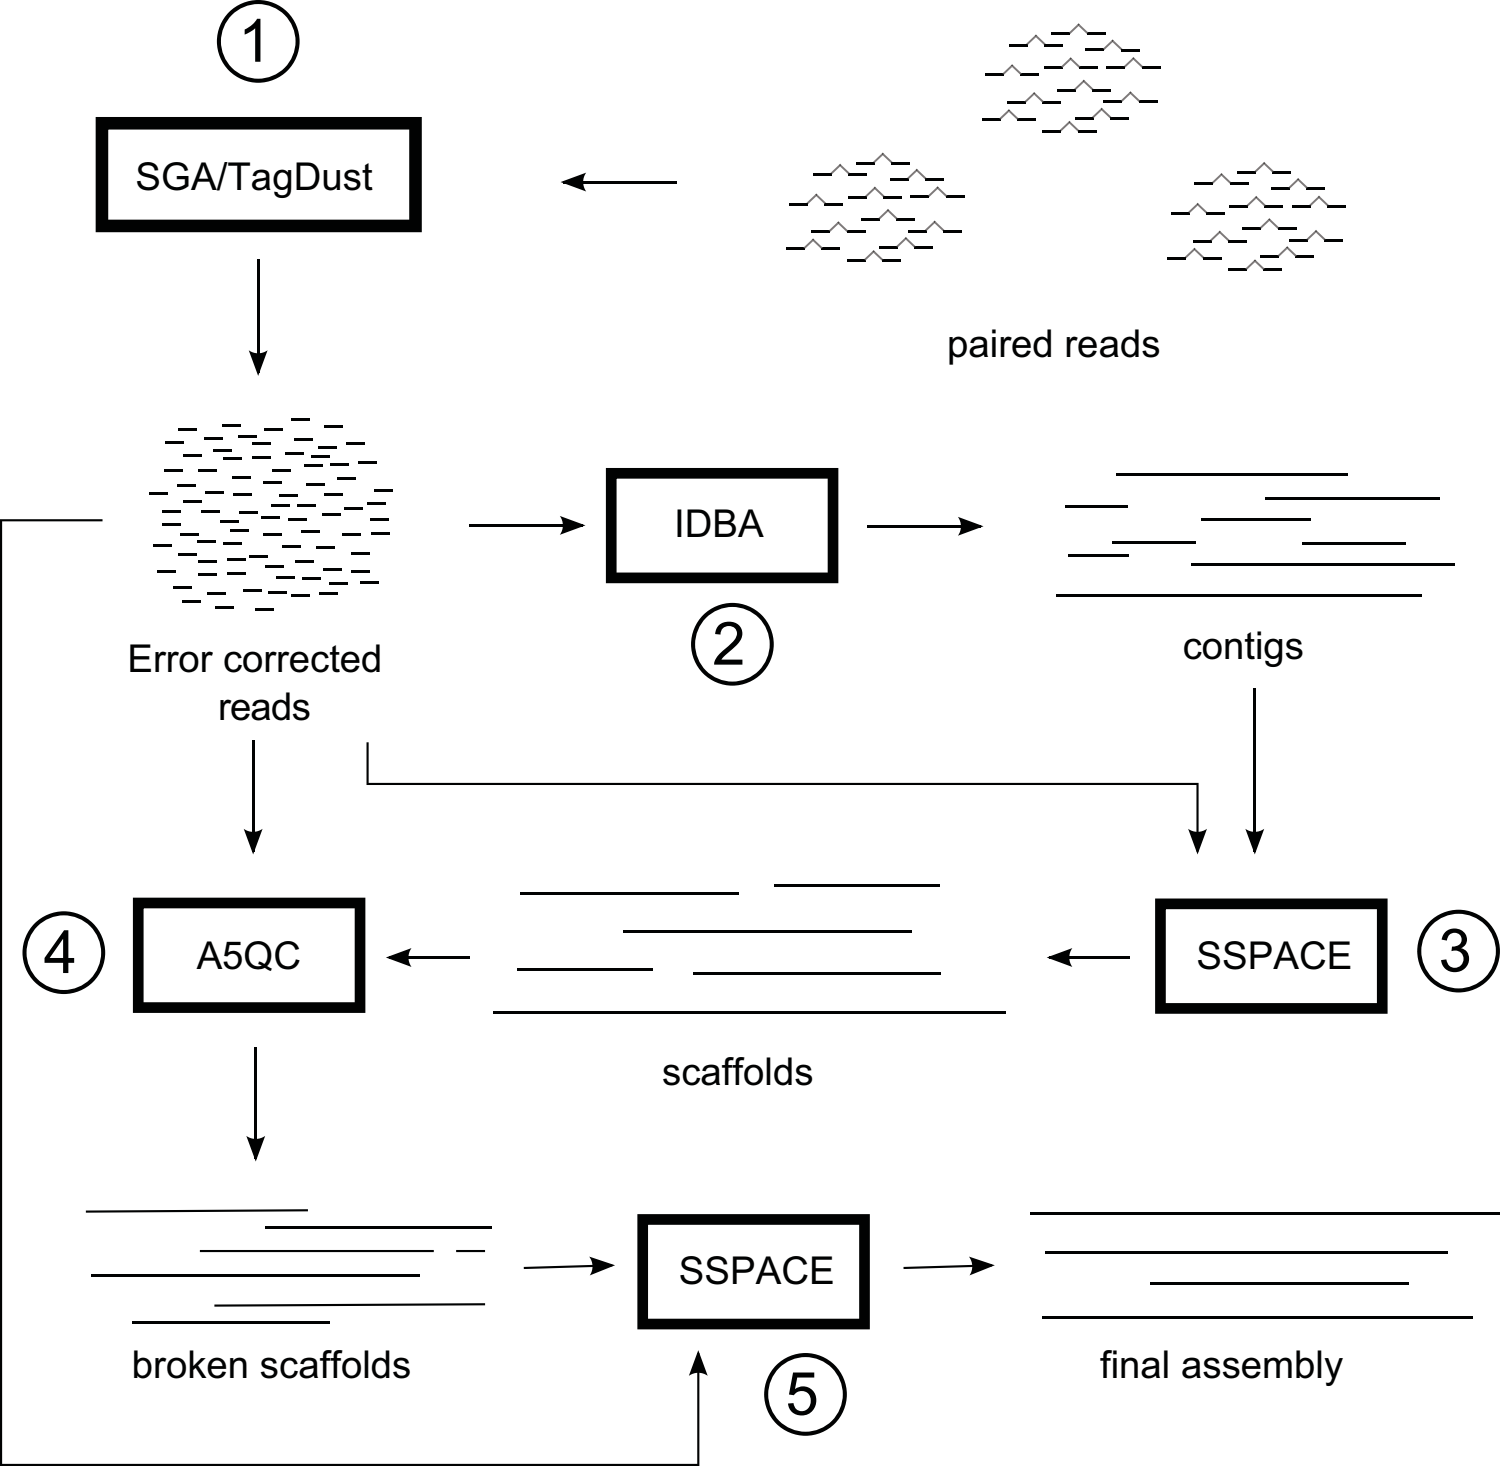 1
SGA/TagDust
paired reads
Error corrected
reads
IDBA
2
contigs
4
A5QC
scaffolds
SSPACE
3
broken scaffolds
SSPACE
5
final assembly